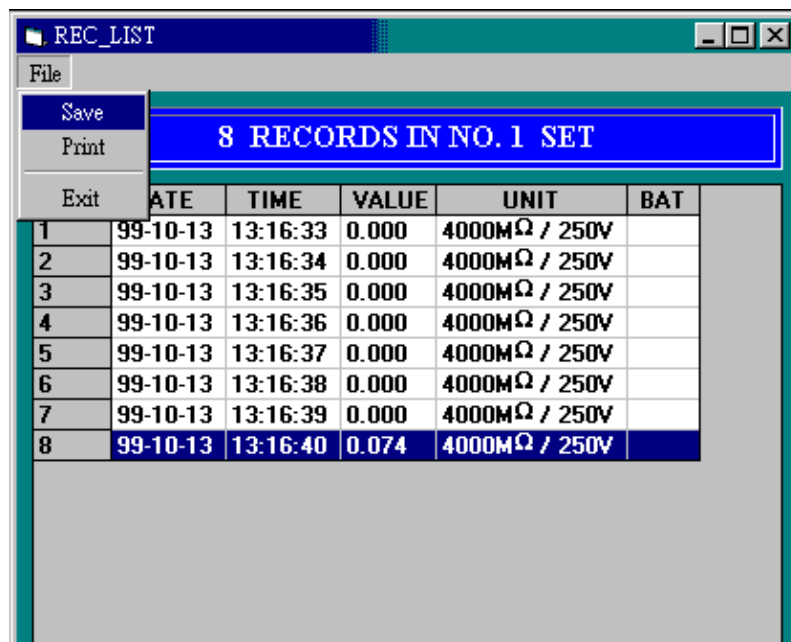 REC_LIST
File
Save
Print
Exit
8 RECORDS IN NO. 1 SET
ATE TIME VALUE UNIT BAT
1 99-10-13 13:16:33 0.000 4000MΩ / 250V
2 99-10-13 13:16:34 0.000 4000MΩ / 250V
3 99-10-13 13:16:35 0.000 4000MΩ / 250V
4 99-10-13 13:16:36 0.000 4000MΩ / 250V
5 99-10-13 13:16:37 0.000 4000MΩ / 250V
6 99-10-13 13:16:38 0.000 4000MΩ / 250V
7 99-10-13 13:16:39 0.000 4000MΩ / 250V
8 99-10-13 13:16:40 0.074 4000MΩ / 250V